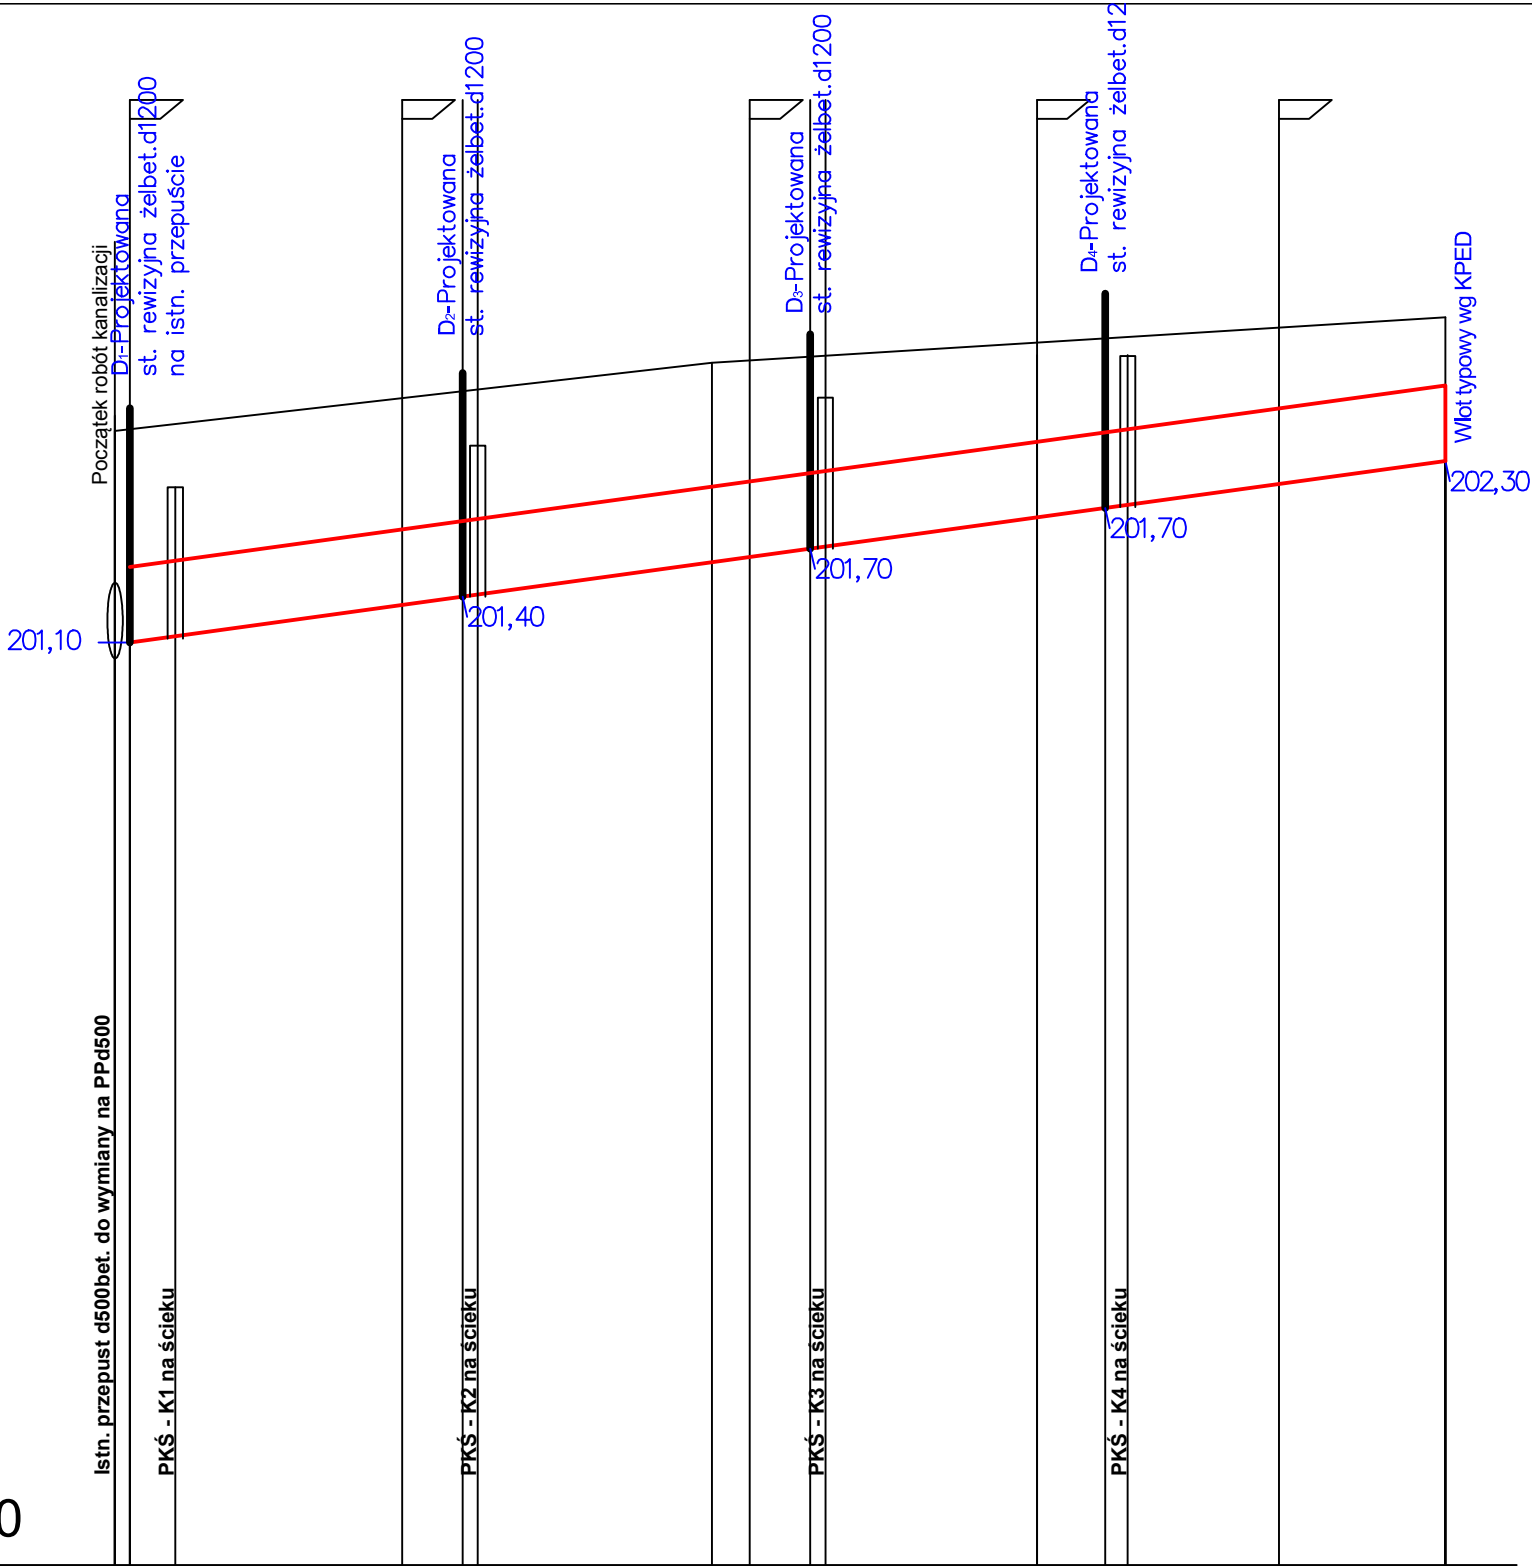 Początek robót kanalizacji
D1-Projektowana
st. rewizyjna żelbet.d1200
na istn. przepuście
D2-Projektowana
st. rewizyjna żelbet.d1200
D3-Projektowana
st. rewizyjna żelbet.d1200
D4-Projektowana
st. rewizyjna żelbet.d12
Wlot typowy wg KPED
201,10
201,40
201,70
201,70
202,30
Istn. przepust d500bet. do wymiany na PPd500
PKŚ - K1 na ścieku
PKŚ - K2 na ścieku
PKŚ - K3 na ścieku
PKŚ - K4 na ścieku
0